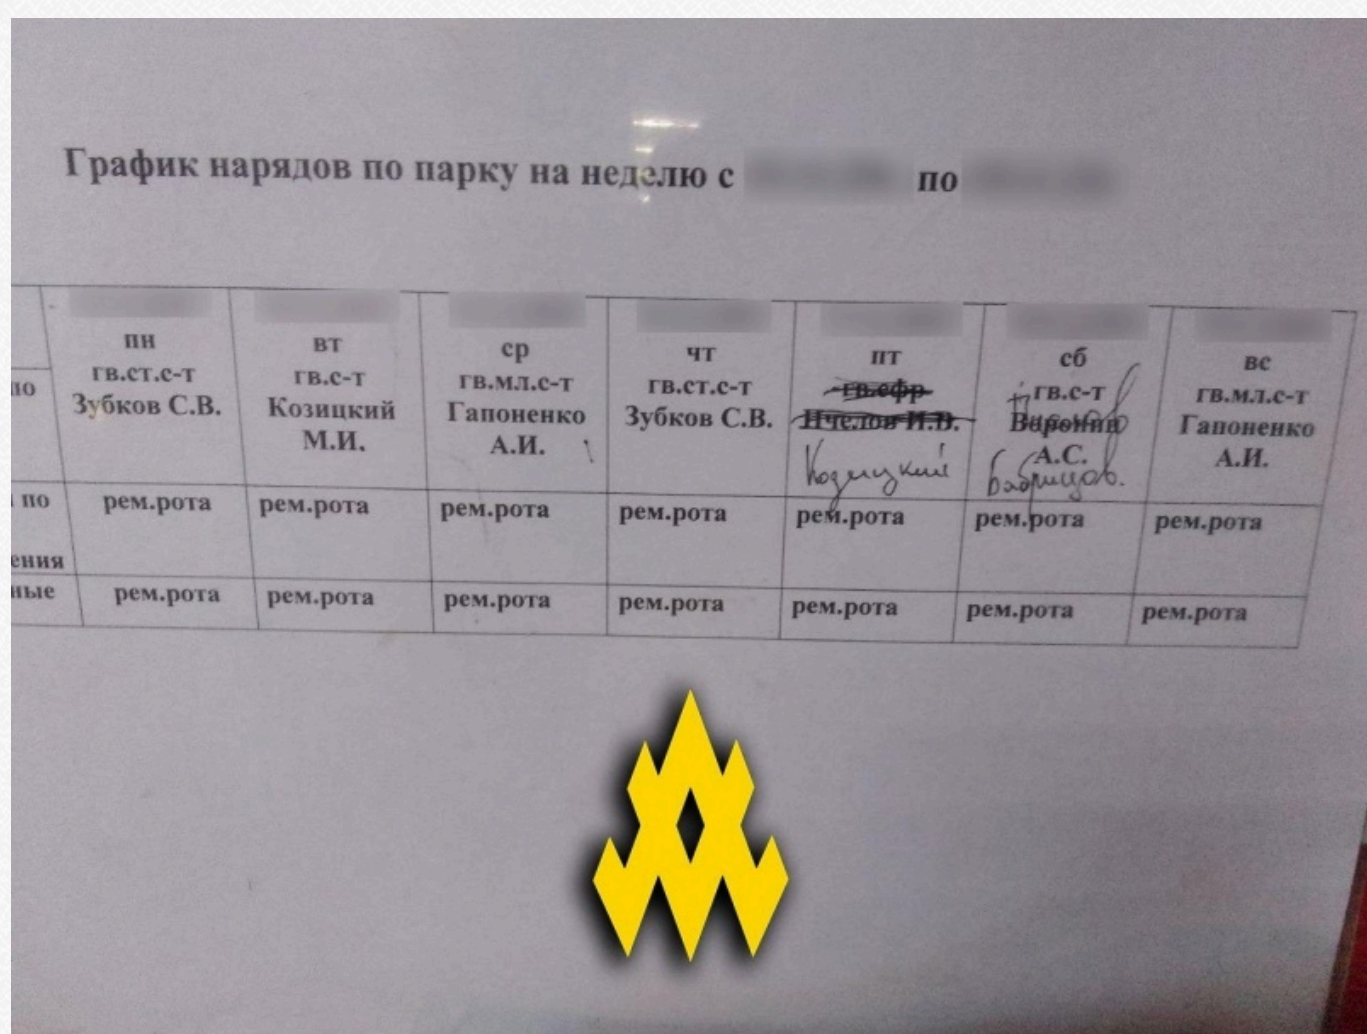 График нарядов по парку на неделю с по
пн
гв.ст.с-т
Зубков С.В.
вт
гв.с-т
Козицкий
М.И.
ср
гв.мл.с-т
Гапоненко
А.И.
чт
гв.ст.с-т
Зубков С.В.
пт
гв.ефр
Пчелов И.В.
Козицкий
сб
гв.с-т
Воронин
А.С.
вс
гв.мл.с-т
Гапоненко
А.И.
по
по
рем.рота
рем.рота
рем.рота
рем.рота
рем.рота
рем.рота
рем.рота
ения
ные
рем.рота
рем.рота
рем.рота
рем.рота
рем.рота
рем.рота
рем.рота